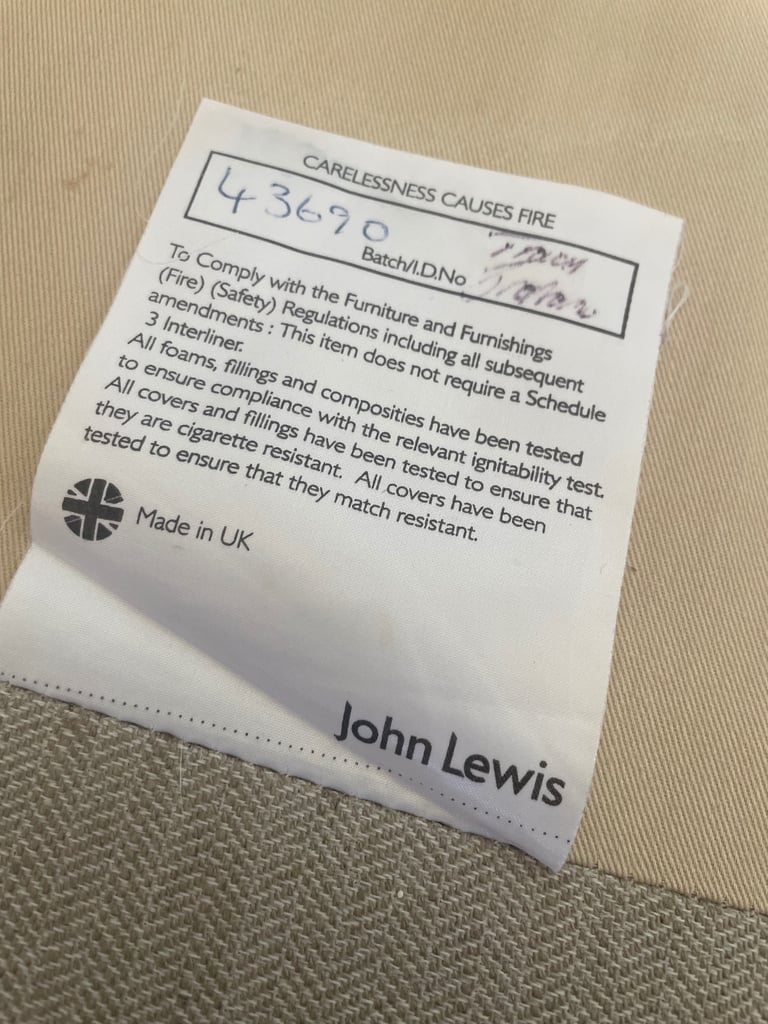 CARELESSNESS CAUSES FIRE
43690
Batch/I.D.No
To Comply with the Furniture and Furnishings
(Fire) (Safety) Regulations including all subsequent
amendments : This item does not require a Schedule
3 Interliner.
All foams, fillings and composities have been tested
to ensure compliance with the relevant ignitability test.
All covers and fillings have been tested to ensure that
they are cigarette resistant. All covers have been
tested to ensure that they match resistant.
Made in UK
John Lewis